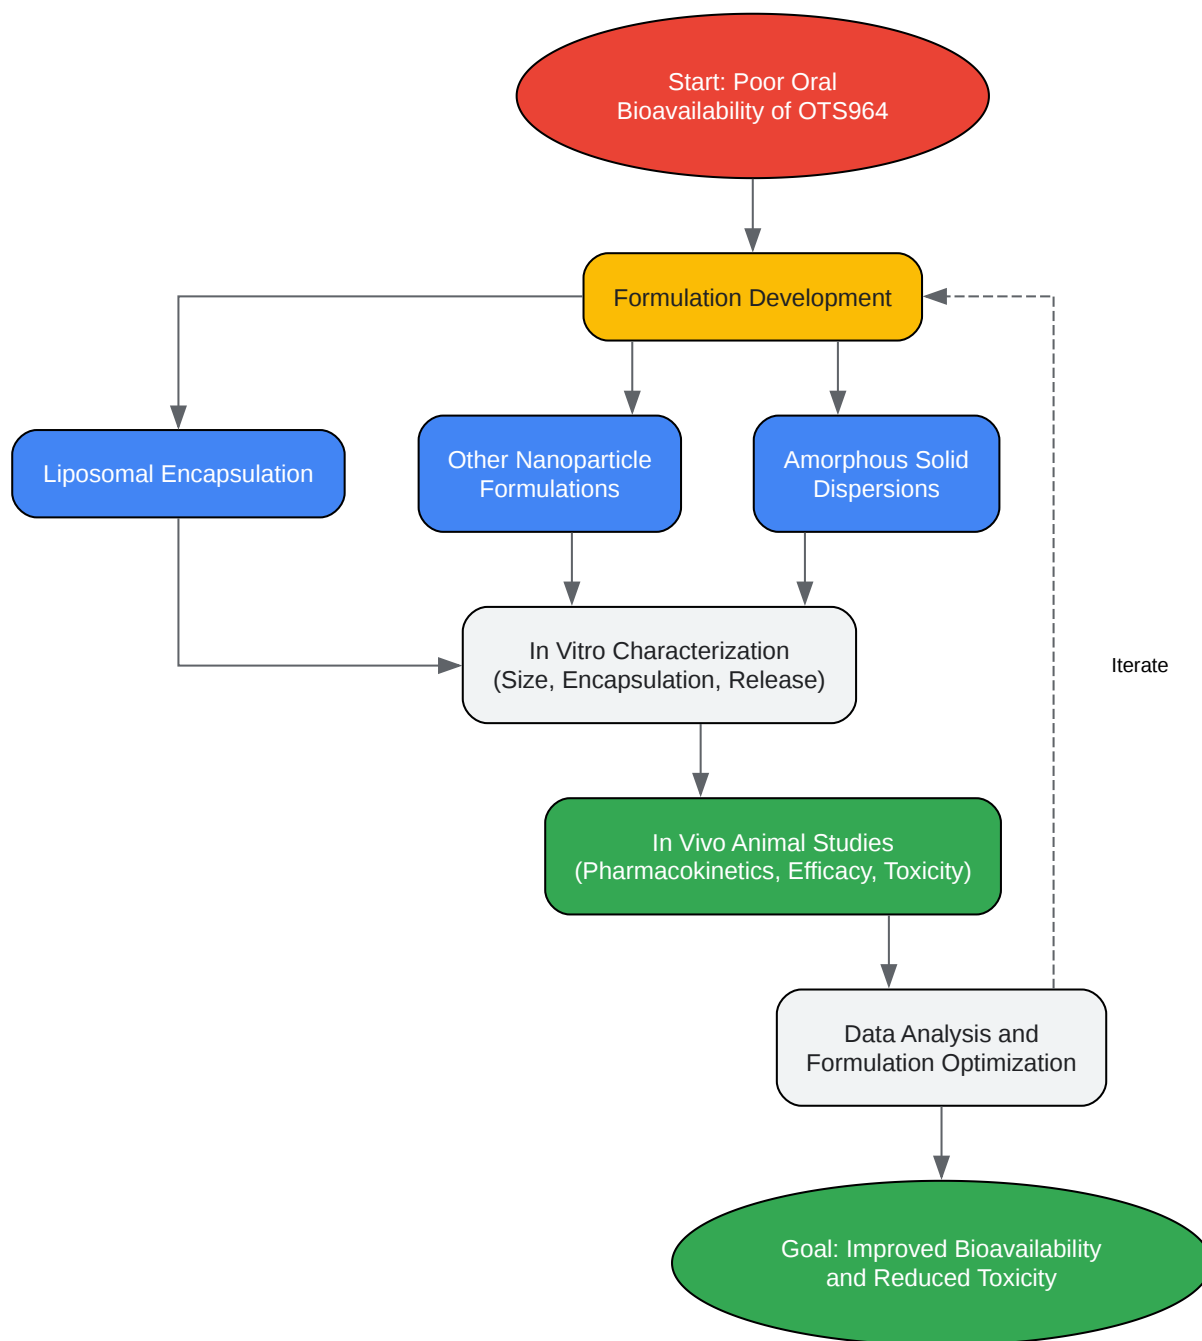 Start: Poor Oral
Bioavailability of OTS964
Formulation Development
Liposomal Encapsulation
Other Nanoparticle
Formulations
Amorphous Solid
Dispersions
In Vitro Characterization
(Size, Encapsulation, Release)
Iterate
In Vivo Animal Studies
(Pharmacokinetics, Efficacy, Toxicity)
Data Analysis and
Formulation Optimization
Goal: Improved Bioavailability
and Reduced Toxicity